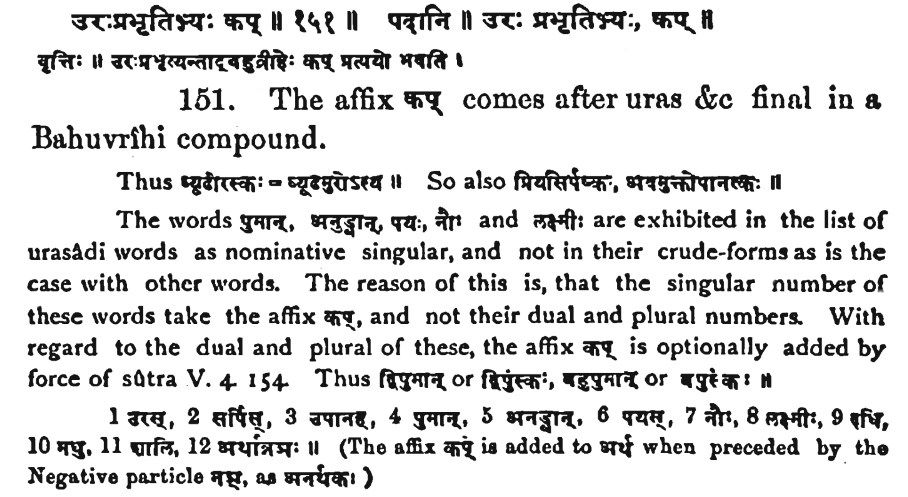 उरःप्रभृतिभ्यः कप् ॥ १५१ ॥ पदानि ॥ उरः प्रभृतिभ्यः, कप् ॥
वृत्तिः ॥ उरःप्रभृत्यन्ताद्बहुव्रीहेः कप् प्रत्ययो भवति ।
151. The affix कप् comes after uras &c final in a
Bahuvrîhi compound.
Thus व्यूढोरस्कः = व्यूढमुरोऽस्य ॥ So also प्रियसर्पिष्कः, अवमुक्तोपानत्कः ॥
The words पुमान्, अनड्वान्, पयः, नौः and लक्ष्मीः are exhibited in the list of
urasâdi words as nominative singular, and not in their crude-forms as is the
case with other words. The reason of this is, that the singular number of
these words take the affix कप्, and not their dual and plural numbers. With
regard to the dual and plural of these, the affix कप् is optionally added by
force of sûtra V. 4 154 Thus द्विपुमान् or द्विपुंस्कः, बहुपुमान् or
1 उरस्, 2 सर्पिस्, 3 उपानह्, 4 पुमान्, 5 अनड्वान्, 6 पयस्, 7 नौः, 8 लक्ष्मीः, 9 दधि,
10 मधु, 11 शालि, 12 अर्थान्नञः ॥ (The affix कप् is added to अर्थ when preceded by the
Negative particle नञ्, as अनर्थकः)